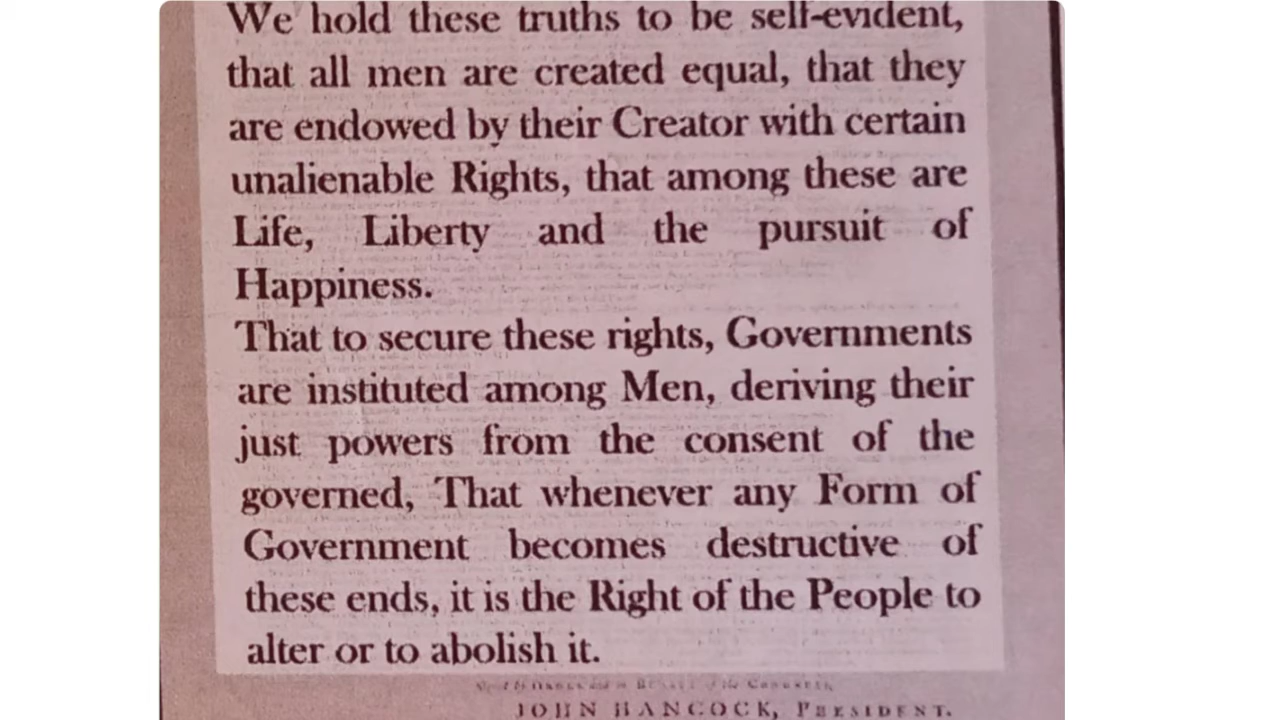 We hold these truths to be self-evident,
that all men are created equal, that they
are endowed by their Creator with certain
unalienable Rights, that among these are
Life, Liberty and the pursuit of
Happiness.
That to secure these rights, Governments
are instituted among Men, deriving their
just powers from the consent of the
governed, That whenever any Form of
Government becomes destructive of
these ends, it is the Right of the People to
alter or to abolish it.
JOHN HANCOCK, PRESIDENT.